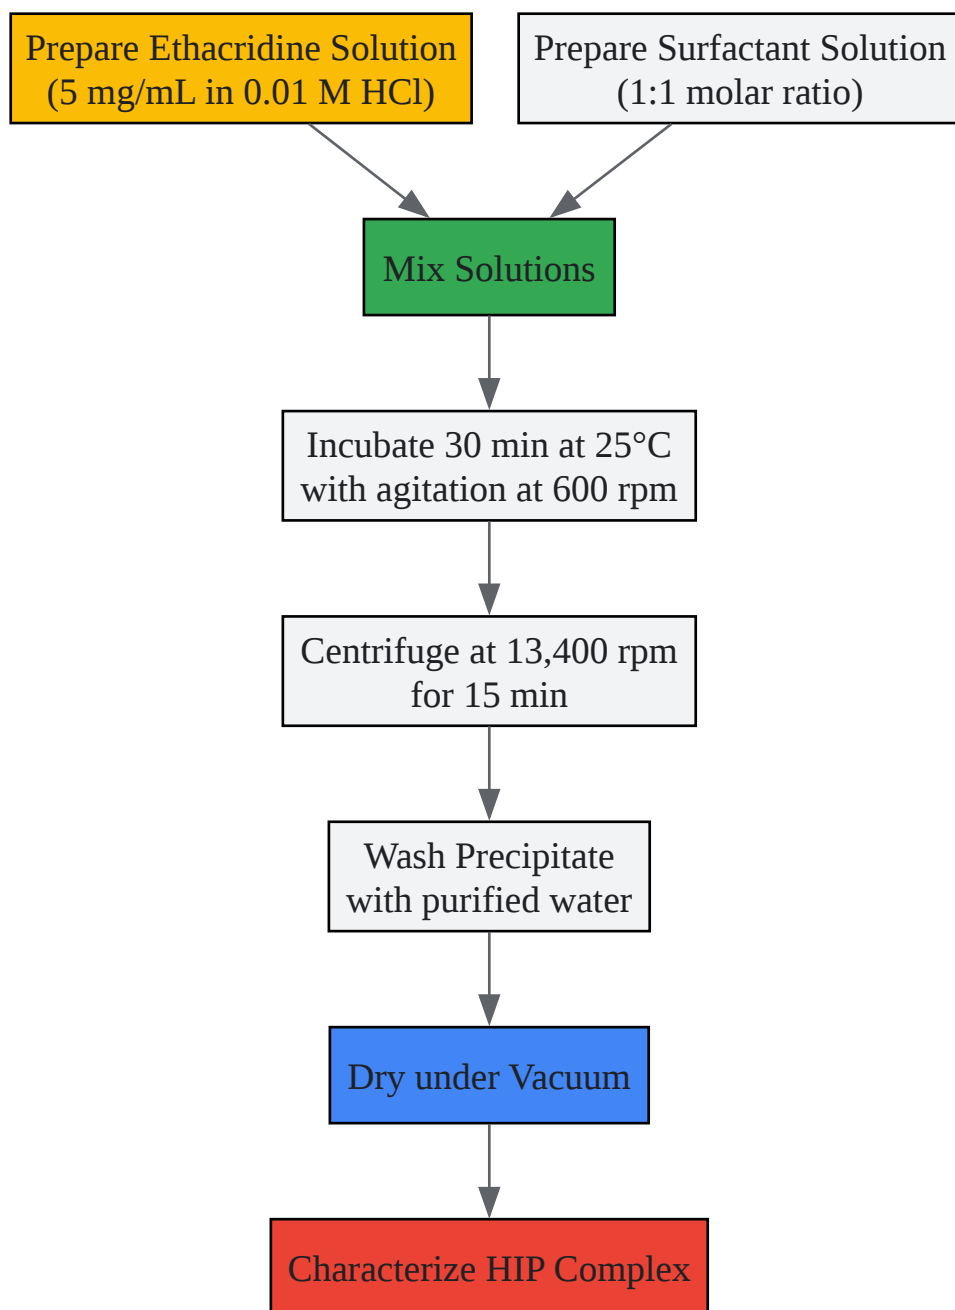 Prepare Ethacridine Solution
(5 mg/mL in 0.01 M HCl)
Prepare Surfactant Solution
(1:1 molar ratio)
Mix Solutions
Incubate 30 min at 25°C
with agitation at 600 rpm
Centrifuge at 13,400 rpm
for 15 min
Wash Precipitate
with purified water
Dry under Vacuum
Characterize HIP Complex